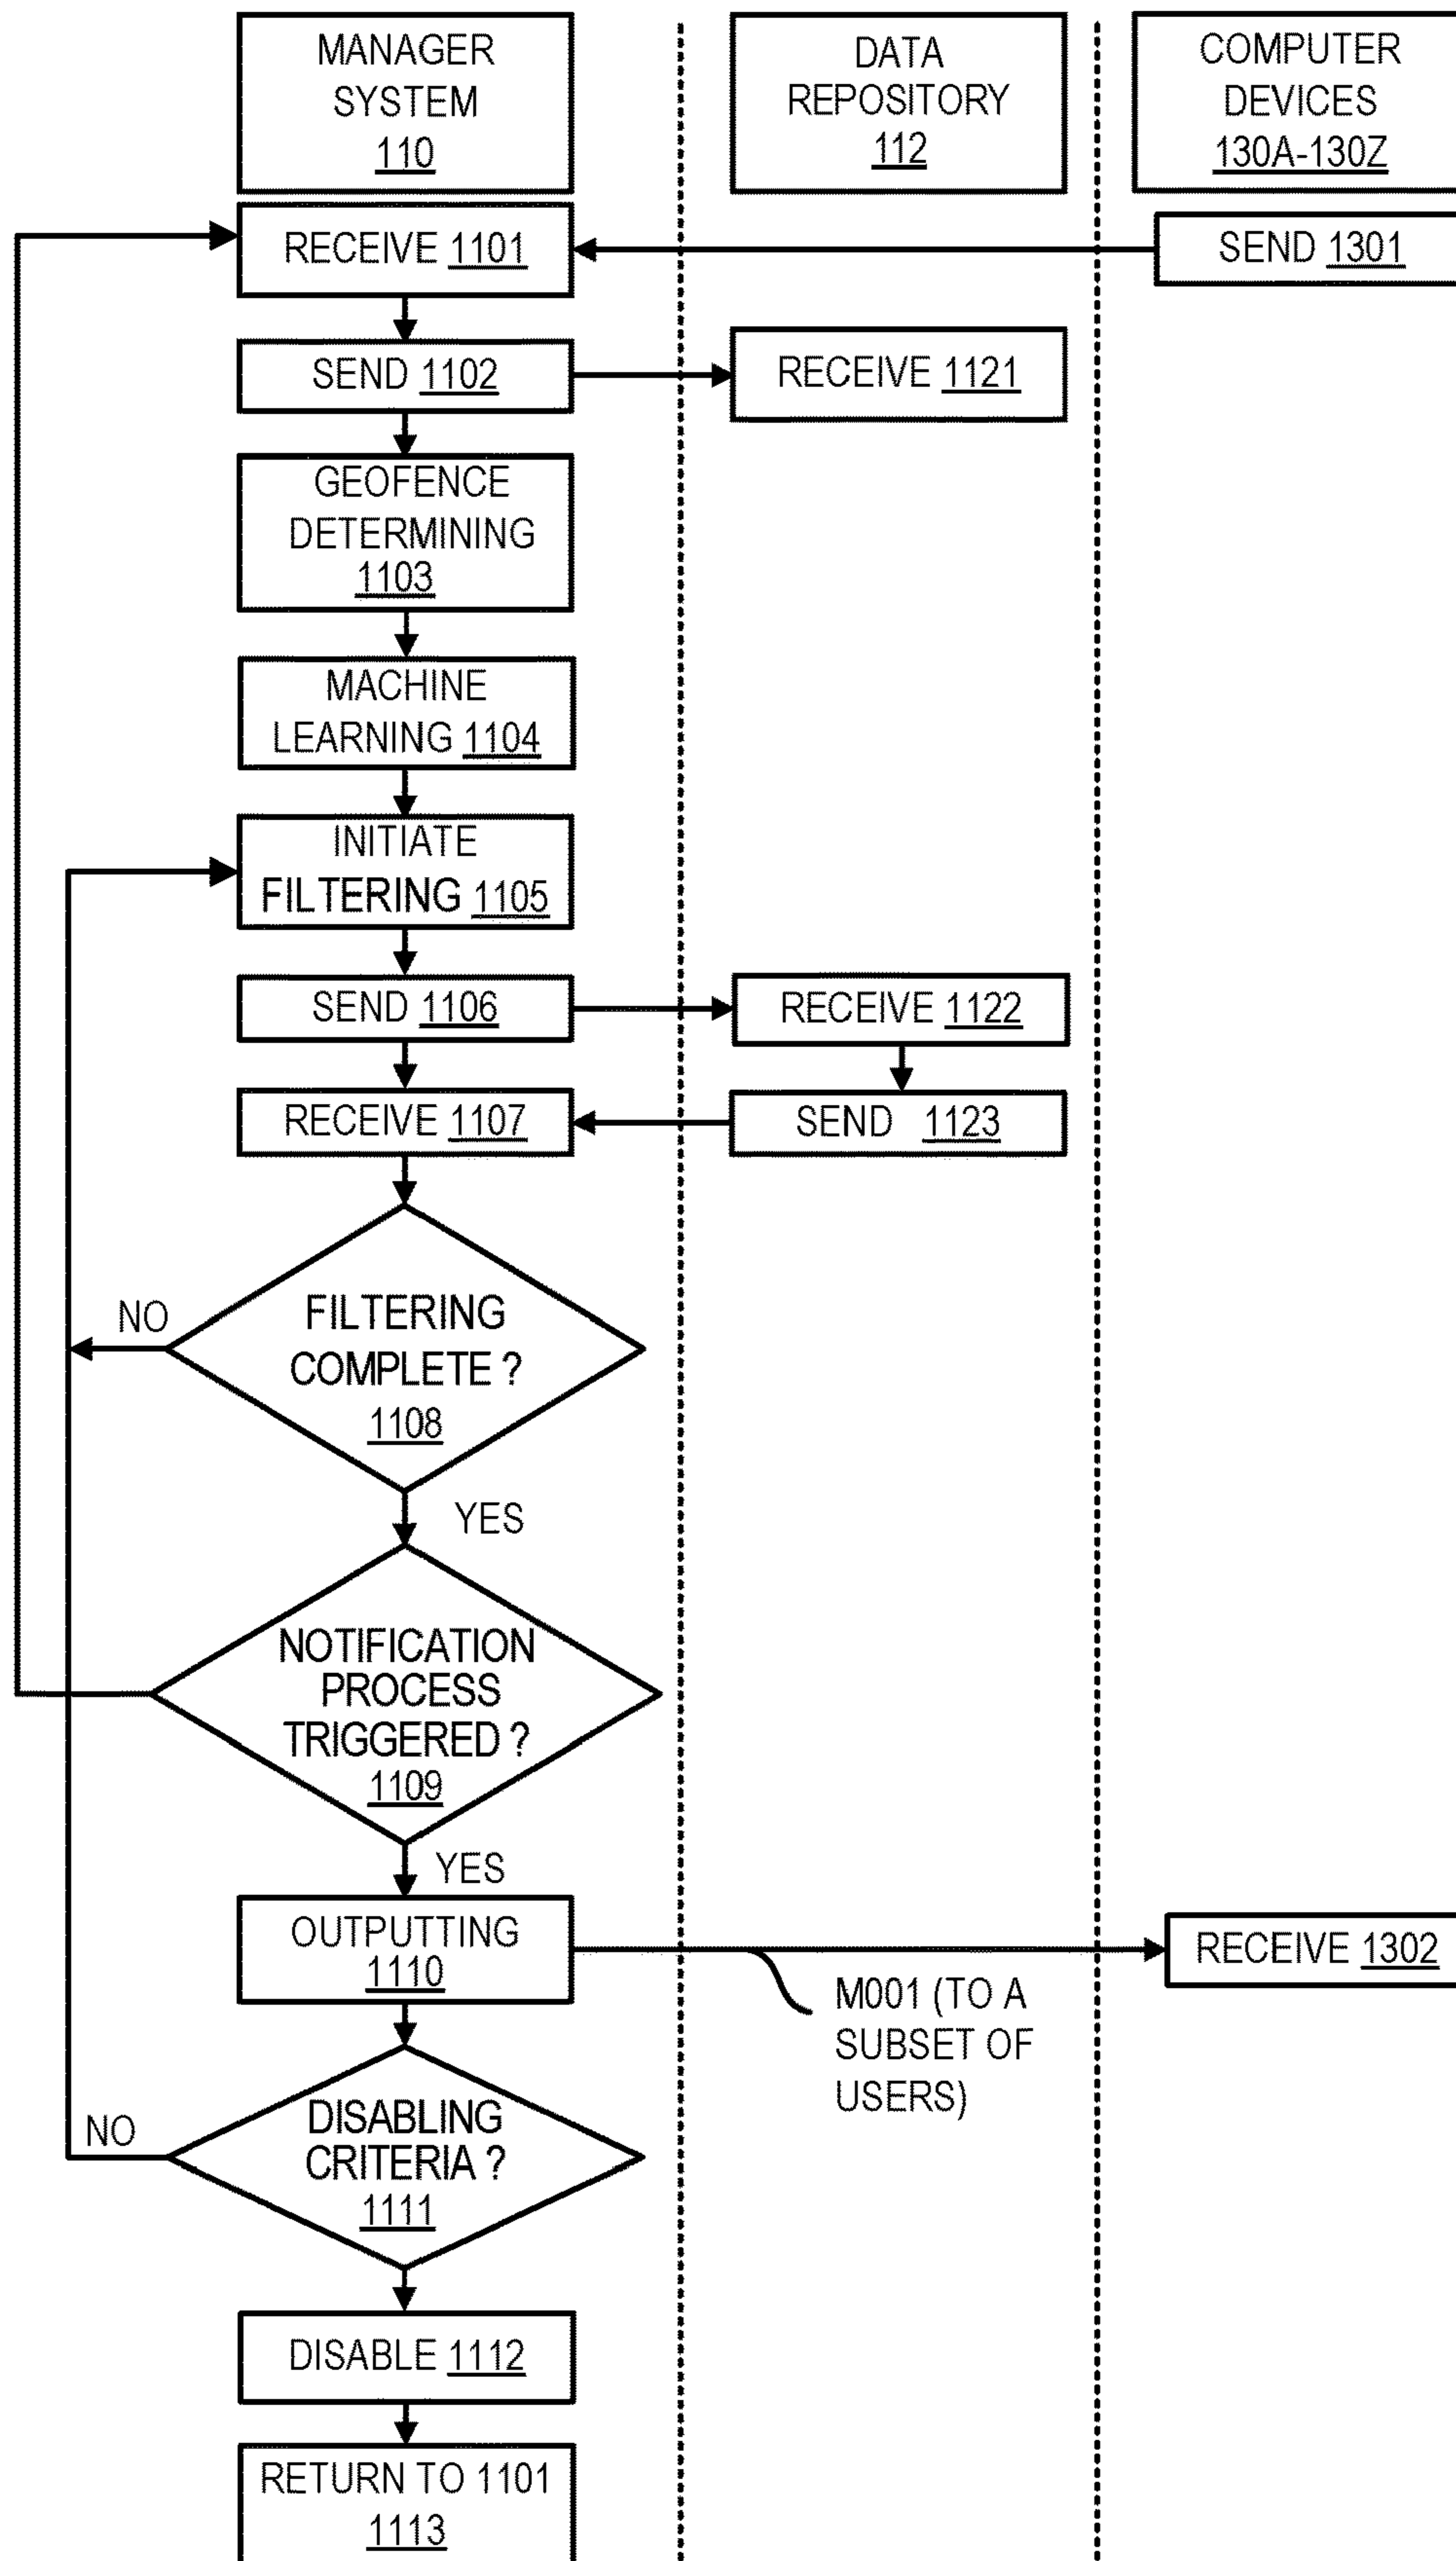 MANAGER
SYSTEM
110
DATA
REPOSITORY
112
COMPUTER
DEVICES
130A-130Z
RECEIVE 1101
SEND 1301
SEND 1102
RECEIVE 1121
GEOFENCE
DETERMINING
1103
MACHINE
LEARNING 1104
INITIATE
FILTERING 1105
SEND 1106
RECEIVE 1122
RECEIVE 1107
SEND 1123
NO
FILTERING
COMPLETE ?
1108
YES
NOTIFICATION
PROCESS
TRIGGERED ?
1109
YES
OUTPUTTING
1110
RECEIVE 1302
M001 (TO A
SUBSET OF
USERS)
NO
DISABLING
CRITERIA ?
1111
DISABLE 1112
RETURN TO 1101
1113